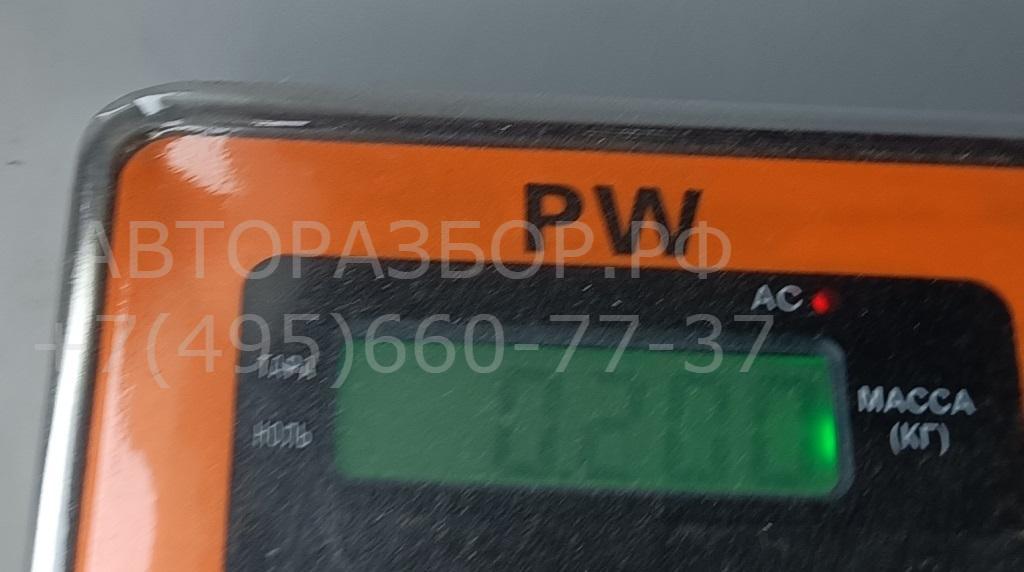 PW
АВТОРАЗБОР.РФ
AC
+7(495)660-77-37
ТАРА
МАССА
(КГ)
НОЛЬ